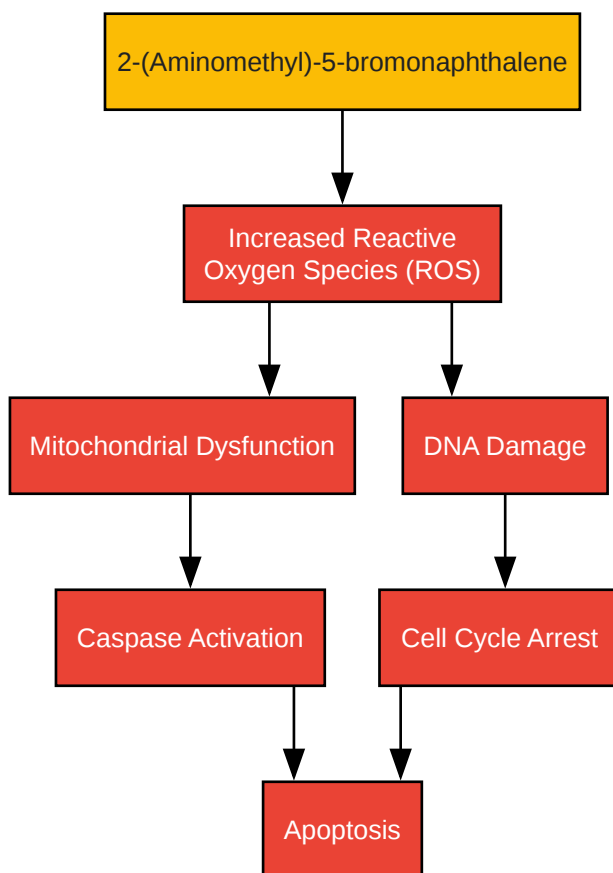 2-(Aminomethyl)-5-bromonaphthalene
Increased Reactive
Oxygen Species (ROS)
Mitochondrial Dysfunction
DNA Damage
Caspase Activation
Cell Cycle Arrest
Apoptosis